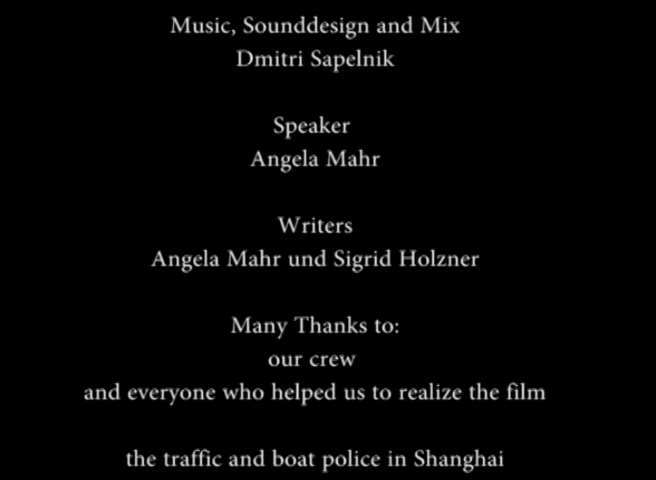 Music, Sounddesign and Mix
Dmitri Sapelnik
Speaker
Angela Mahr
Writers
Angela Mahr und Sigrid Holzner
Many Thanks to:
our crew
and everyone who helped us to realize the film
the traffic and boat police in Shanghai